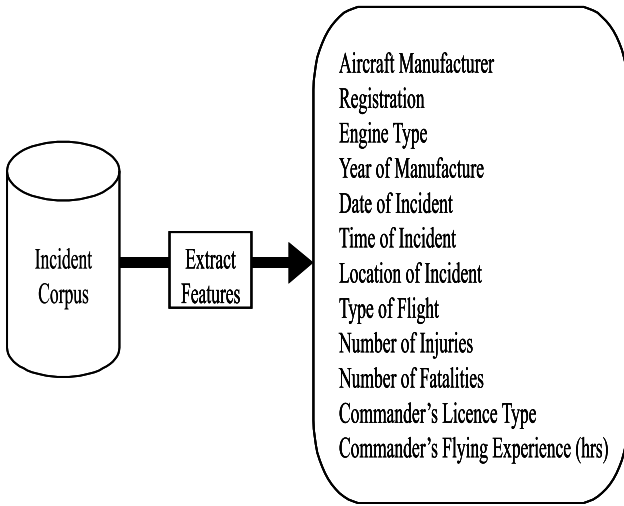 Incident
Corpus
Extract
Features
Aircraft Manufacturer
Registration
Engine Type
Year of Manufacture
Date of Incident
Time of Incident
Location of Incident
Type of Flight
Number of Injuries
Number of Fatalities
Commander's Licence Type
Commander's Flying Experience (hrs)